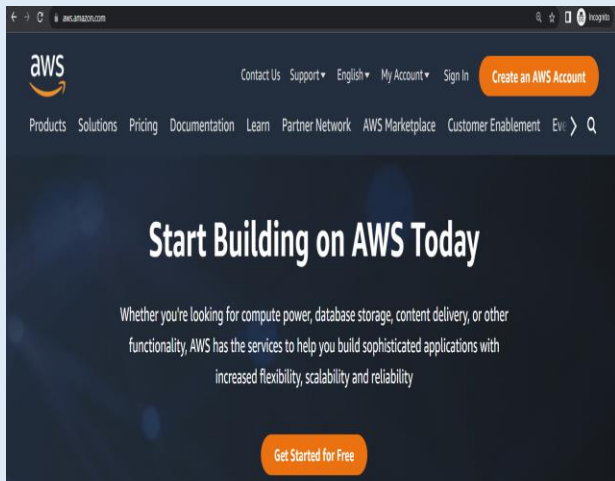 aws.amazon.com
Incognito
aws
Contact Us Support English My Account Sign In Create an AWS Account
Products Solutions Pricing Documentation Learn Partner Network AWS Marketplace Customer Enablement Eve
Start Building on AWS Today
Whether you're looking for compute power, database storage, content delivery, or other
functionality, AWS has the services to help you build sophisticated applications with
increased flexibility, scalability and reliability
Get Started for Free